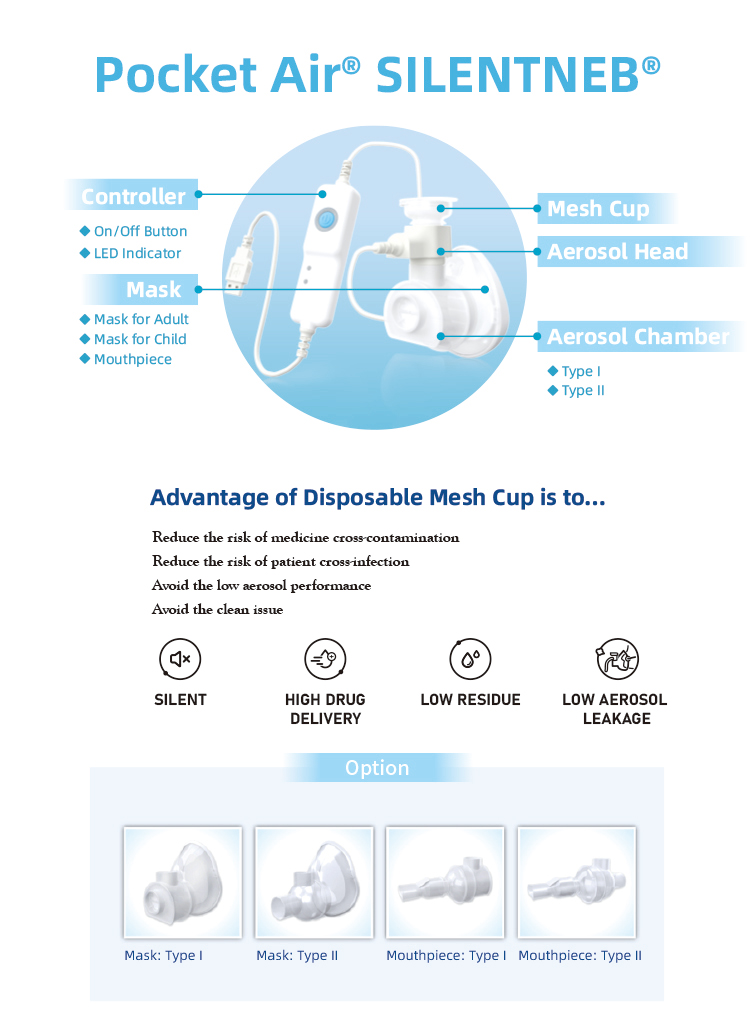 Pocket Air® SILENTNEB®
Controller
◆ On/Off Button
◆ LED Indicator
Mask
◆ Mask for Adult
◆ Mask for Child
◆ Mouthpiece
Mesh Cup
Aerosol Head
Aerosol Chamber
◆ Type I
◆ Type II
Advantage of Disposable Mesh Cup is to...
Reduce the risk of medicine cross-contamination
Reduce the risk of patient cross-infection
Avoid the low aerosol performance
Avoid the clean issue
SILENT
HIGH DRUG
DELIVERY
LOW RESIDUE
LOW AEROSOL
LEAKAGE
Option
Mask: Type I
Mask: Type II
Mouthpiece: Type I
Mouthpiece: Type II